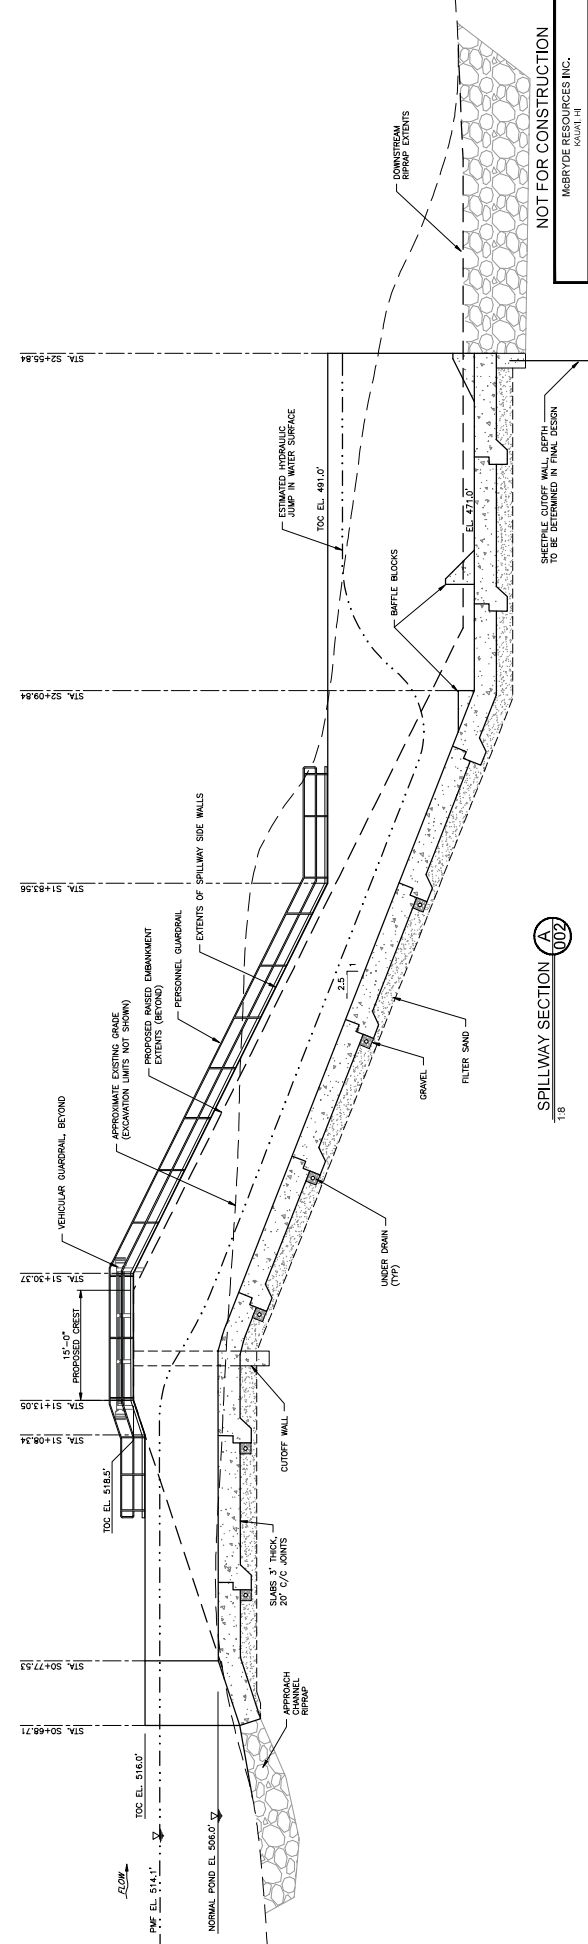 FLOW
PMF EL. 514.1'
NORMAL POND EL 506.0'
TOC EL. 516.0'
STA. S0+68.71
STA. S0+77.53
APPROACH
CHANNEL
RIPRAP
TOC EL. 518.5'
STA. S1+08.34
STA. S1+13.05
15'-0"
PROPOSED CREST
STA. S1+30.37
SLABS 3' THICK,
20' C/C JOINTS
CUTOFF WALL
VEHICULAR GUARDRAIL, BEYOND
APPROXIMATE EXISTING GRADE
(EXCAVATION LIMITS NOT SHOWN)
PROPOSED RAISED EMBANKMENT
EXTENTS (BEYOND)
PERSONNEL GUARDRAIL
EXTENTS OF SPILLWAY SIDE WALLS
UNDER DRAIN
(TYP)
GRAVEL
FILTER SAND
2.5
1
STA. S1+83.56
STA. S2+09.84
BAFFLE BLOCKS
ESTIMATED HYDRAULIC
JUMP IN WATER SURFACE
TOC EL. 491.0'
EL. 471.0'
STA. S2+55.84
SHEETPILE CUTOFF WALL, DEPTH
TO BE DETERMINED IN FINAL DESIGN
DOWNSTREAM
RIPRAP EXTENTS
SPILLWAY SECTION
1:8
A
002
NOT FOR CONSTRUCTION
McBRYDE RESOURCES INC.
KAUA'I, HI